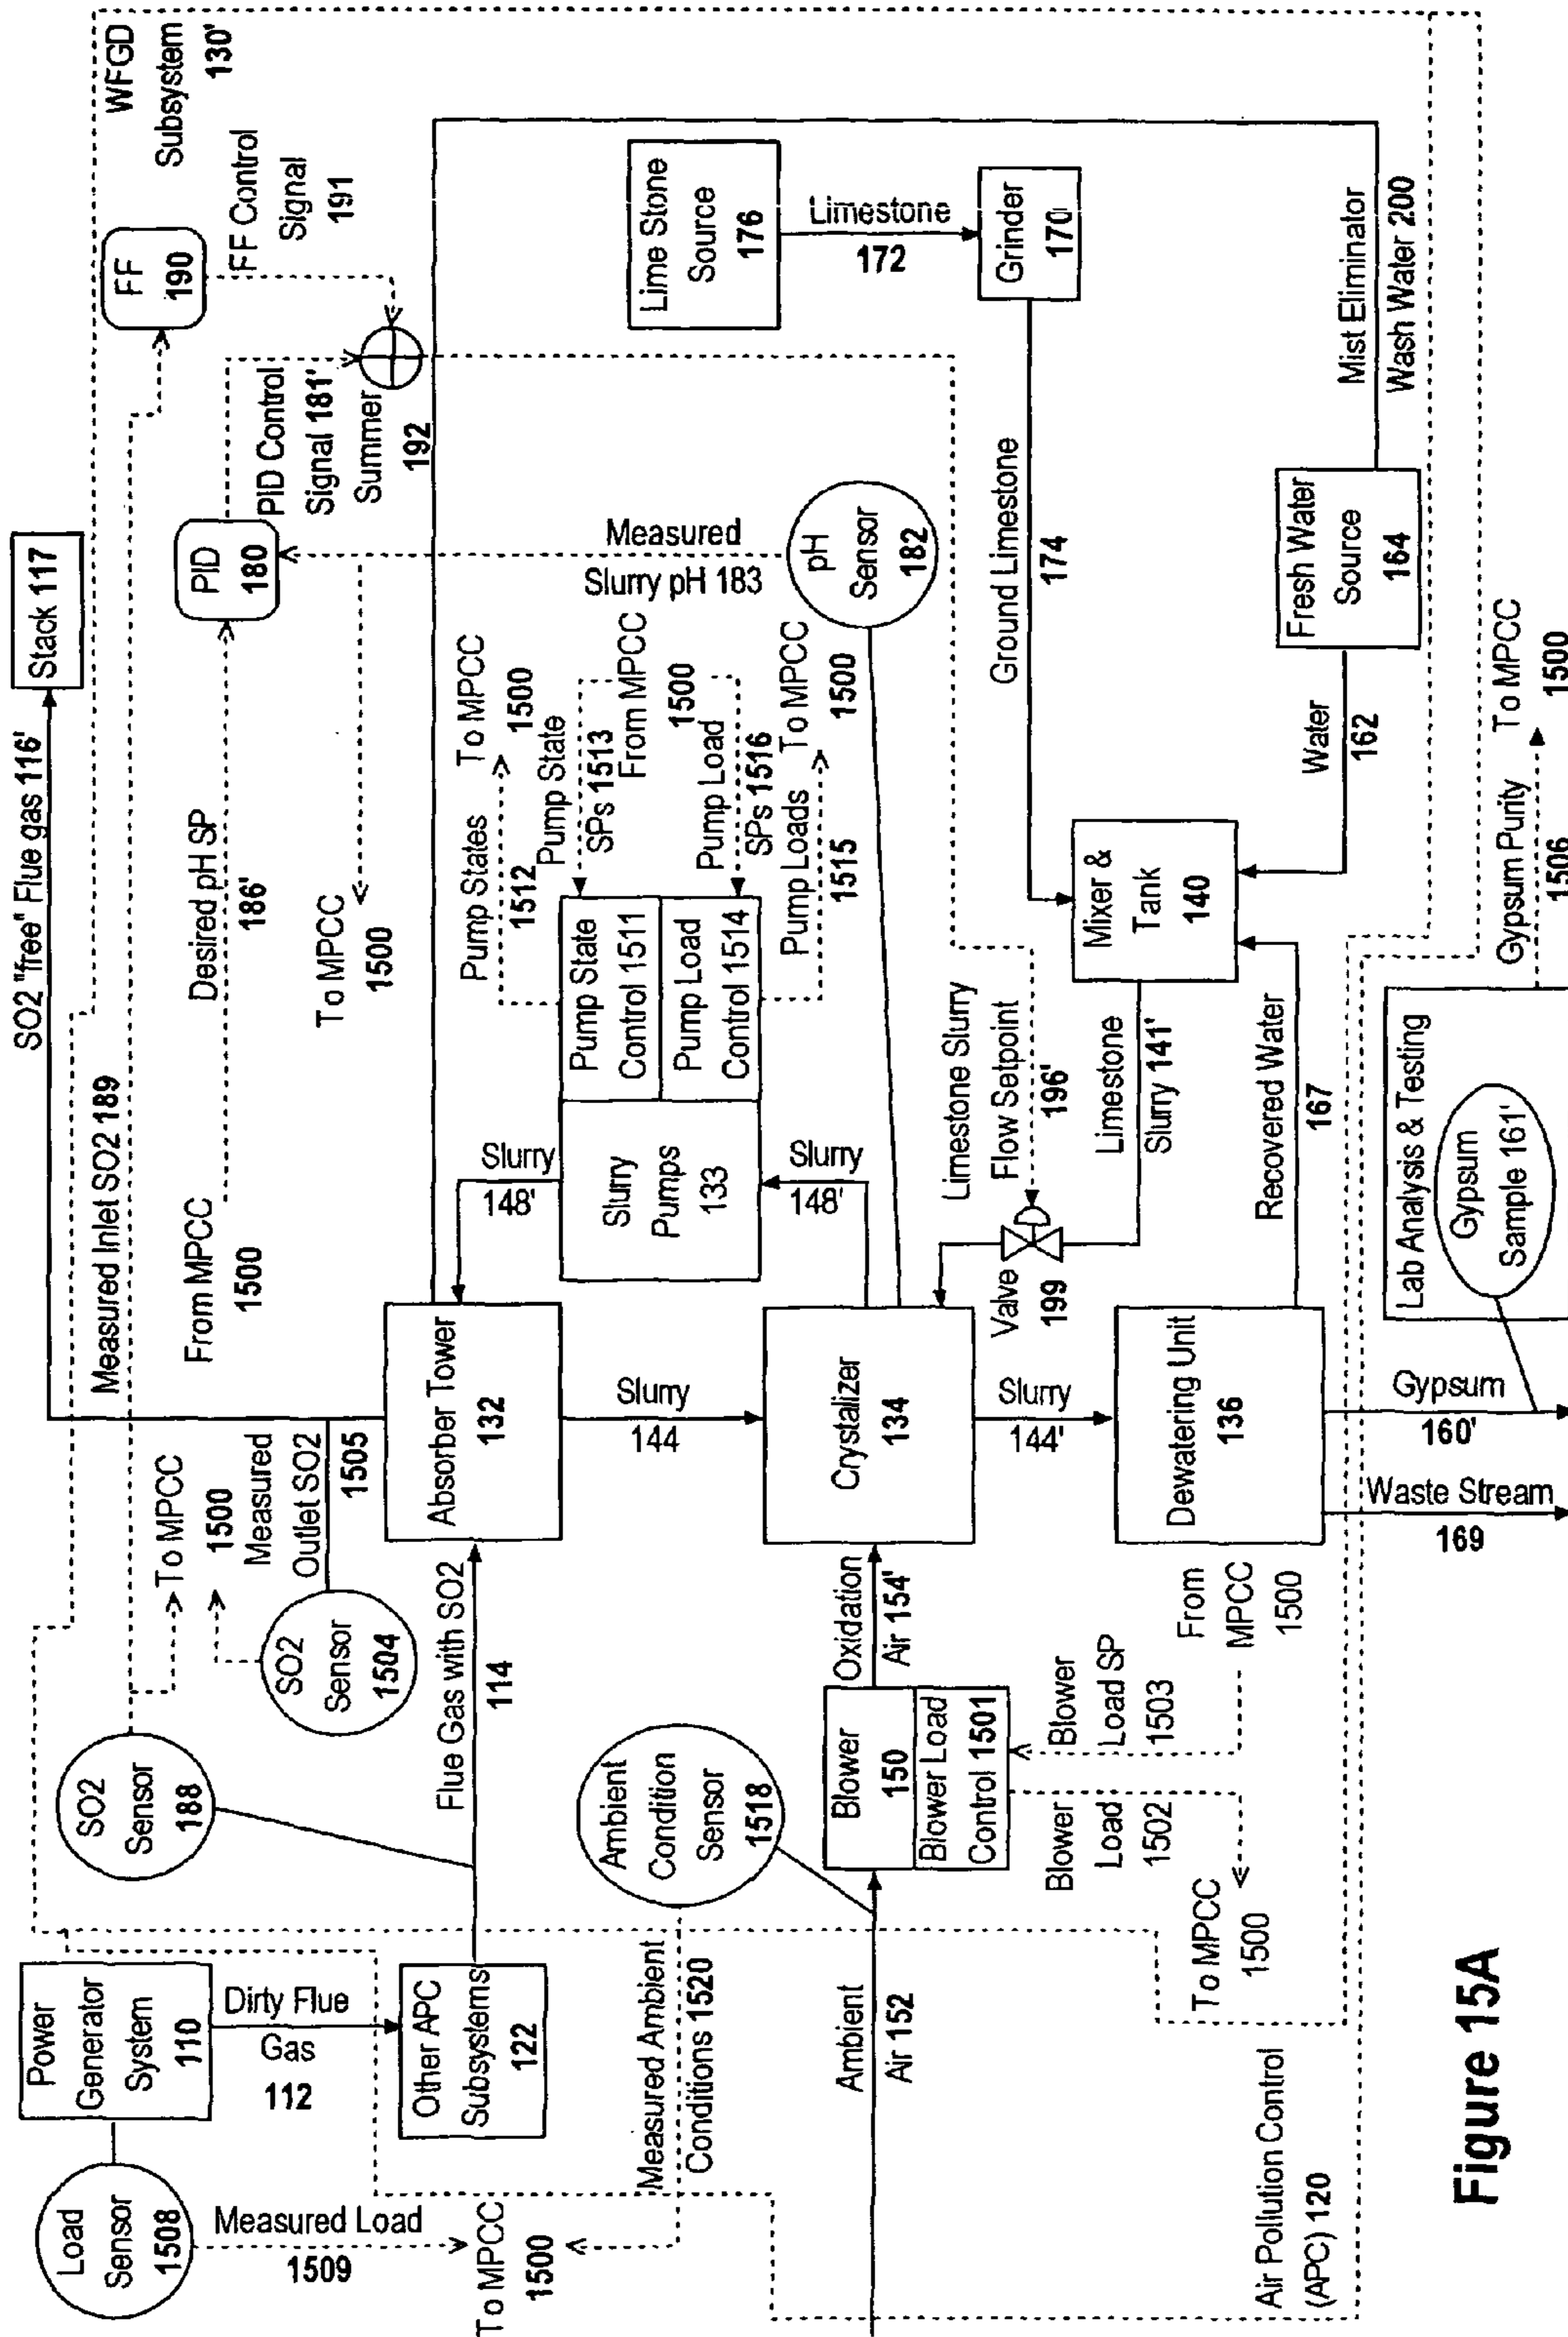 Load
Sensor
1508
Measured Load
1509
To MPCC
1500
Power
Generator
System
110
Dirty Flue
Gas
112
Other APC
Subsystems
122
Measured Ambient
Conditions 1520
Ambient
Air 152
Air Pollution Control
(APC) 120
SO2
Sensor
188
Flue Gas with SO2
114
Ambient
Condition
Sensor
1518
Blower
150
Blower Load
Control 1501
Blower
Load
1502
To MPCC
1500
Blower
Load SP
1503
From
MPCC
1500
Oxidation
Air 154'
SO2
Sensor
1504
To MPCC
1500
Measured
Outlet SO2
1505
Absorber Tower
132
Slurry
144
Crystalizer
134
Slurry
144'
Dewatering Unit
136
Waste Stream
169
Gypsum
160'
SO2 "free" Flue gas 116'
Stack 117
Measured Inlet SO2 189
From MPCC
1500
Desired pH SP
186'
To MPCC
1500
Slurry
148'
Slurry
Pumps
133
Slurry
148'
Pump State
Control 1511
Pump Load
Control 1514
Pump States
1512
To MPCC
1500
Pump State
SPs 1513
From MPCC
1500
Pump Load
SPs 1516
Pump Loads
1515
To MPCC
1500
Valve
199
Limestone Slurry
Flow Setpoint
196'
Limestone
Slurry 141'
Recovered Water
167
Lab Analysis & Testing
Gypsum
Sample 161'
Gypsum Purity
1506
To MPCC
1500
Mixer &
Tank
140
Water
162
Fresh Water
Source
164
Mist Eliminator
Wash Water 200
PID
180
Measured
Slurry pH 183
pH
Sensor
182
PID Control
Signal 181'
Summer
192
FF
190
FF Control
Signal
191
WFGD
Subsystem
130'
Lime Stone
Source
176
Limestone
172
Grinder
170
Ground Limestone
174
Figure 15A